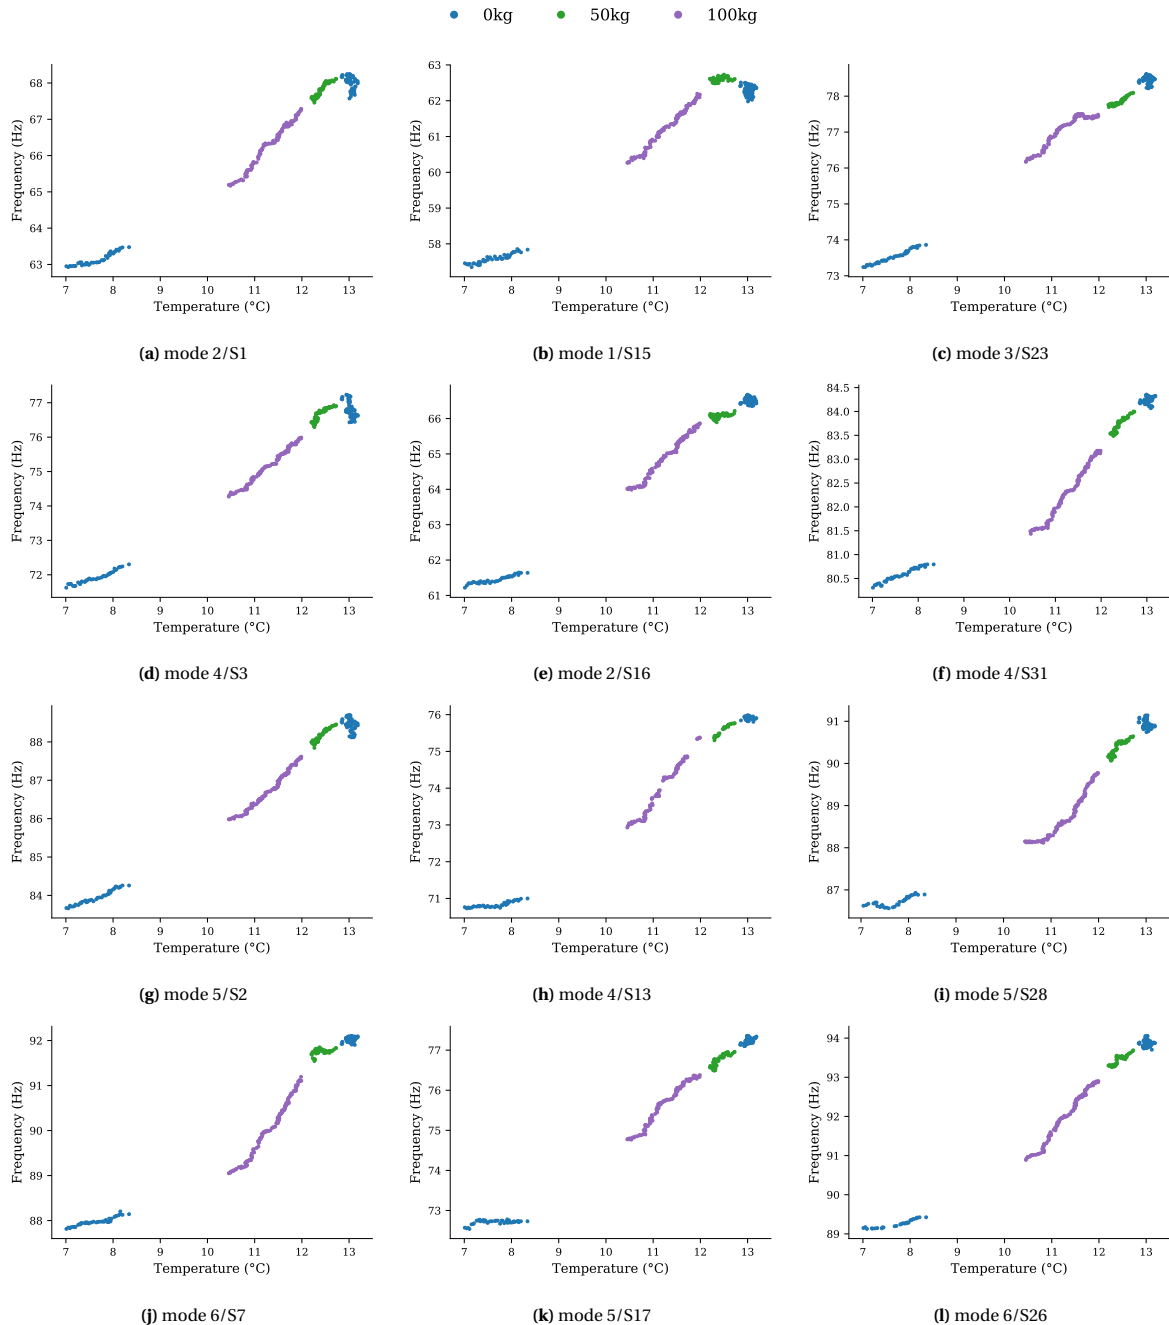 0kg 50kg 100kg
68
67
66
65
63
63
Frequency (Hz)
7 8 9 10 11 12 13
Temperature (°C)
(a) mode 2/S1
63
62
61
60
59
58
Frequency (Hz)
7 8 9 10 11 12 13
Temperature (°C)
(b) mode 1/S15
78
77
76
75
74
73
Frequency (Hz)
7 8 9 10 11 12 13
Temperature (°C)
(c) mode 3/S23
77
76
75
74
73
72
Frequency (Hz)
7 8 9 10 11 12 13
Temperature (°C)
(d) mode 4/S3
66
65
64
63
61
61
Frequency (Hz)
7 8 9 10 11 12 13
Temperature (°C)
(e) mode 2/S16
84.5
84.0
83.5
83.0
82.5
82.0
81.5
80.0
80.5
Frequency (Hz)
7 8 9 10 11 12 13
Temperature (°C)
(f) mode 4/S31
88
87
86
85
84
Frequency (Hz)
7 8 9 10 11 12 13
Temperature (°C)
(g) mode 5/S2
76
75
74
73
72
71
Frequency (Hz)
7 8 9 10 11 12 13
Temperature (°C)
(h) mode 4/S13
91
90
89
88
87
Frequency (Hz)
7 8 9 10 11 12 13
Temperature (°C)
(i) mode 5/S28
92
91
90
89
88
Frequency (Hz)
7 8 9 10 11 12 13
Temperature (°C)
(j) mode 6/S7
77
76
75
74
72
Frequency (Hz)
7 8 9 10 11 12 13
Temperature (°C)
(k) mode 5/S17
94
93
92
91
90
89
Frequency (Hz)
7 8 9 10 11 12 13
Temperature (°C)
(l) mode 6/S26